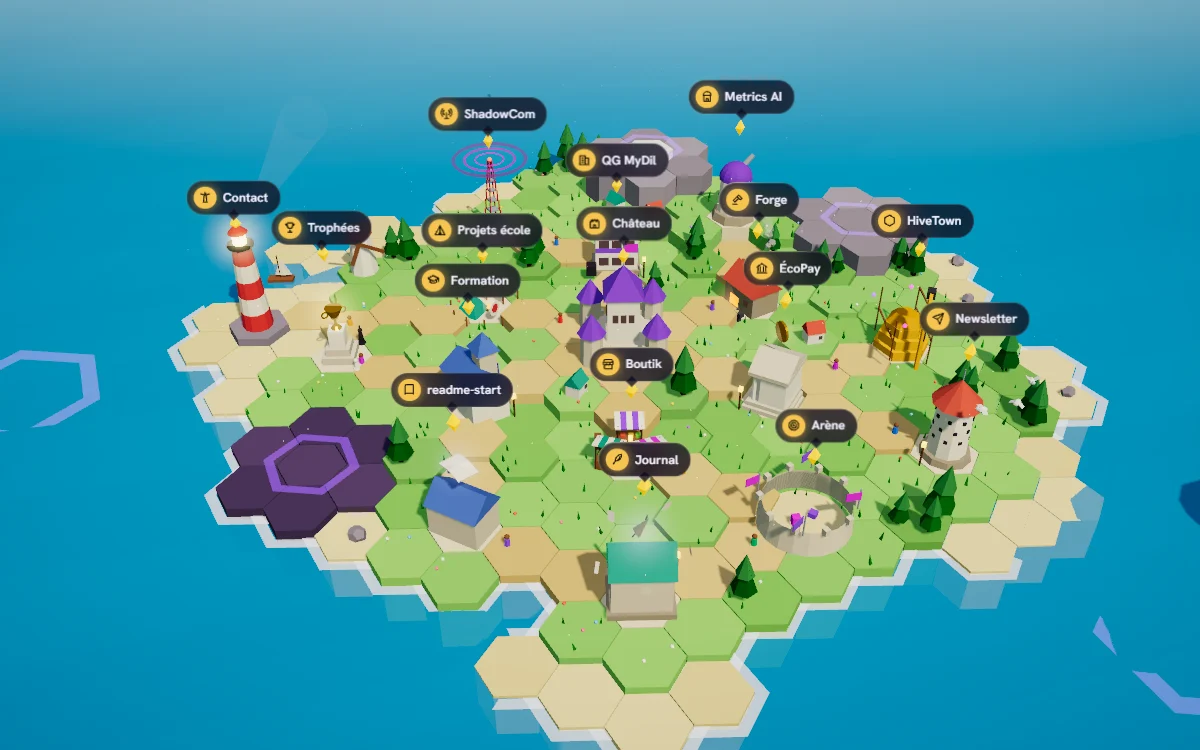 Metrics AI
ShadowCom
QG MyDil
Contact
Forge
Trophées
Projets école
Château
HiveTown
ÉcoPay
Formation
Newsletter
Boutik
readme-start
Arène
Journal